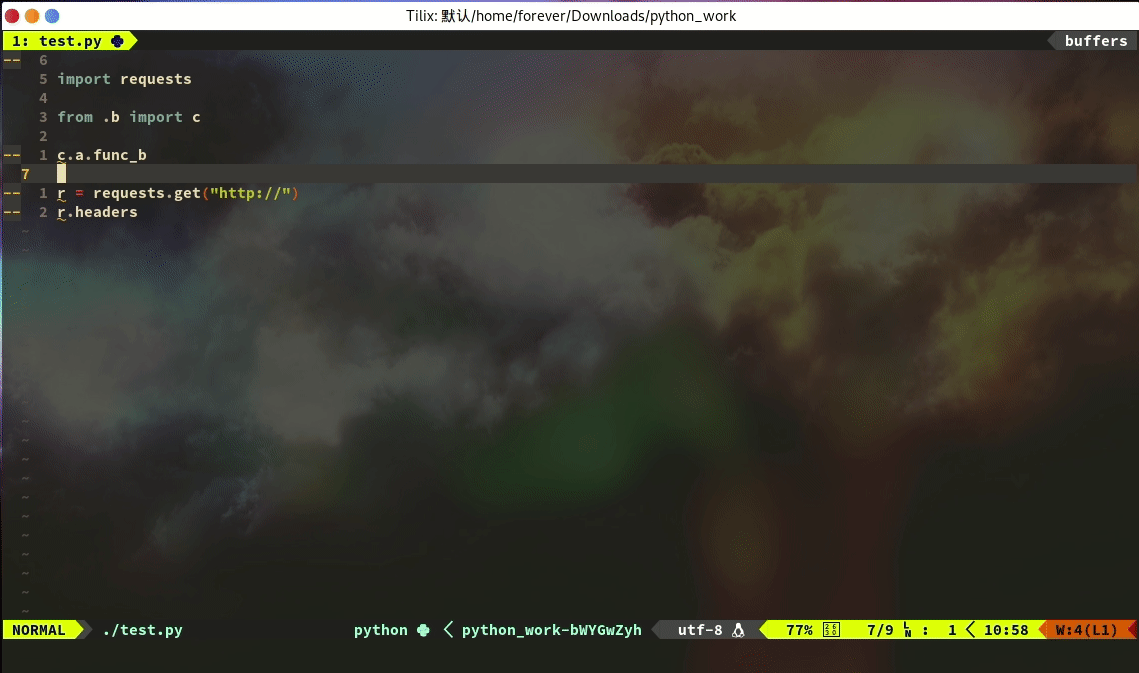 Tilix: 默认/home/forever/Downloads/python_work
1: test.py buffers
-- 6
5 import requests
4
3 from .b import c
2
-- 1 c.a.func_b
7
-- 1 r = requests.get("http://")
-- 2 r.headers
~
~
~
~
~
~
~
~
~
~
~
NORMAL ./test.py python python_work-bWYGwZyh utf-8 77% 7/9 LN : 1 10:58 W:4(L1)